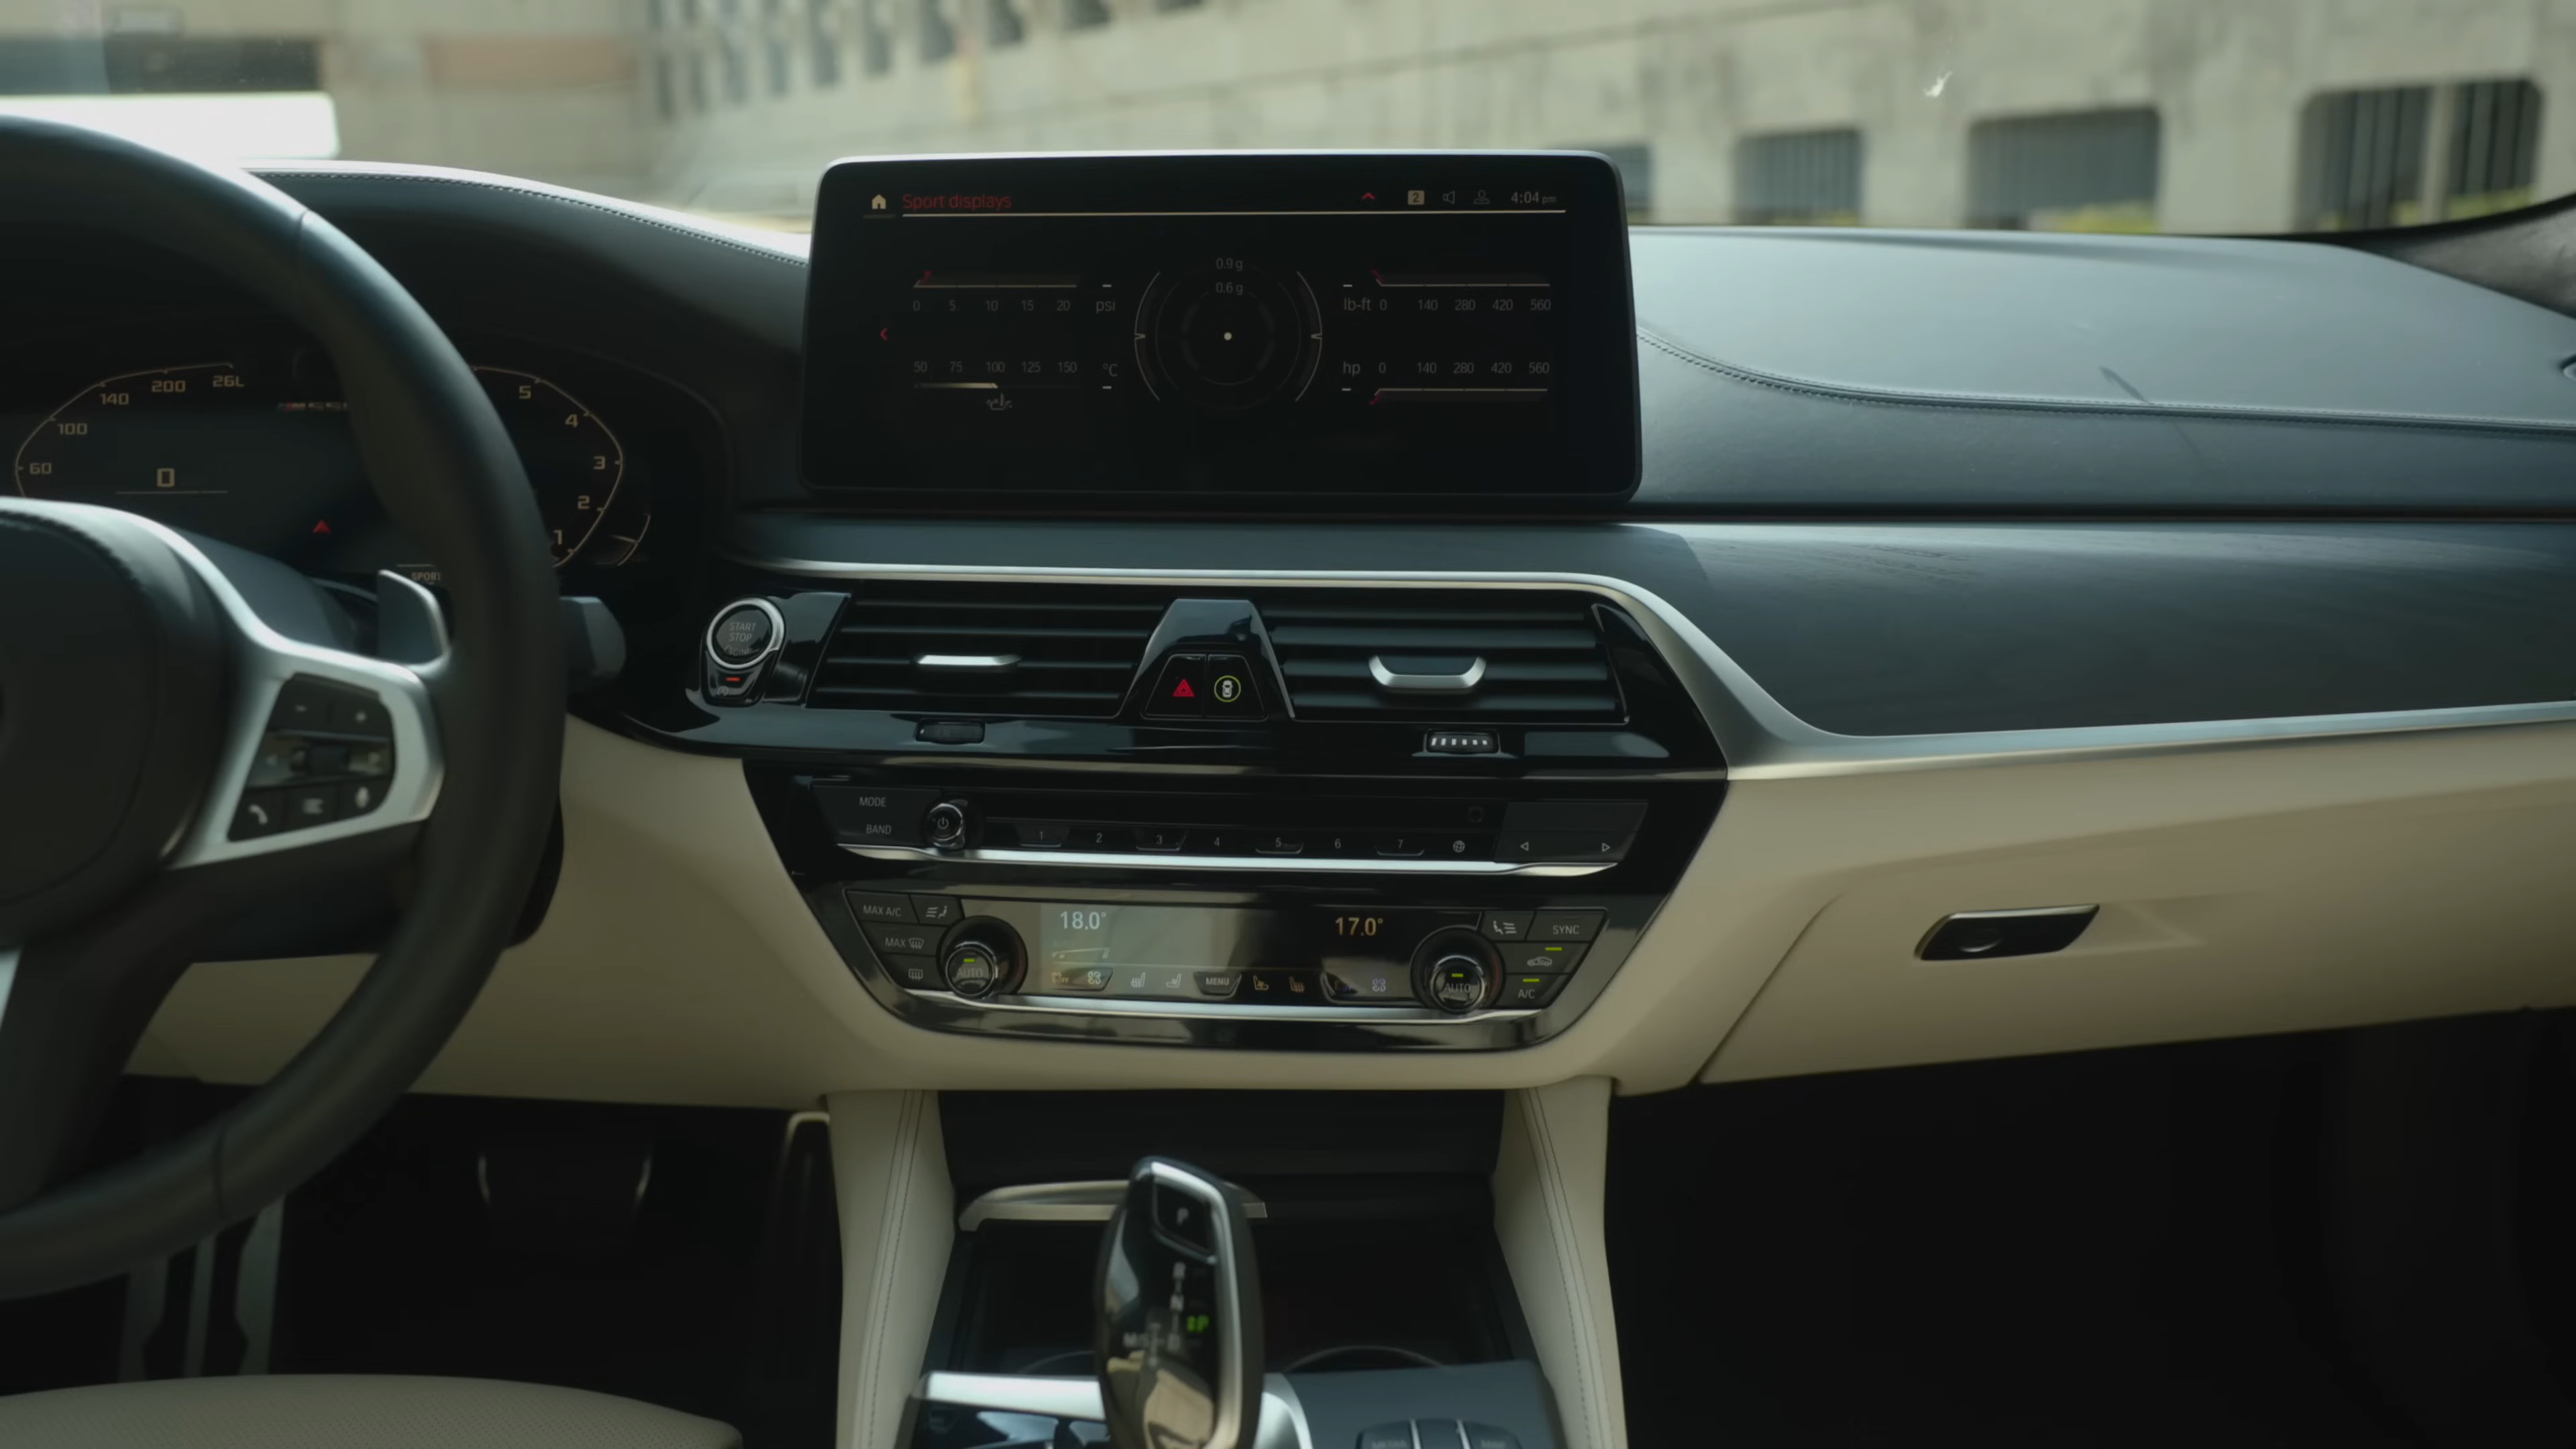 Sport displays 2 4:04 pm
0.9 g
0.6 g
0 5 10 15 20 psi
lb-ft 0 140 280 420 560
50 75 100 125 150 °C
hp 0 140 280 420 560
60 100 140 200 26L
0
5
4
3
2
1
SPORT
START
STOP
MODE
BAND
1 2 3 4 5 6 7
MAX A/C
18.0°
17.0°
SYNC
MAX
AUTO
MENU
AUTO
A/C
P
R
N
P